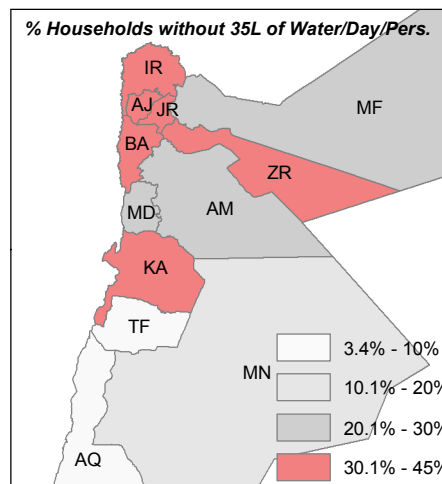 % Households without 35L of Water/Day/Pers.
IR
AJ
JR
MF
BA
ZR
MD
AM
KA
TF
3.4% - 10%
MN
10.1% - 20%
20.1% - 30%
AQ
30.1% - 45%